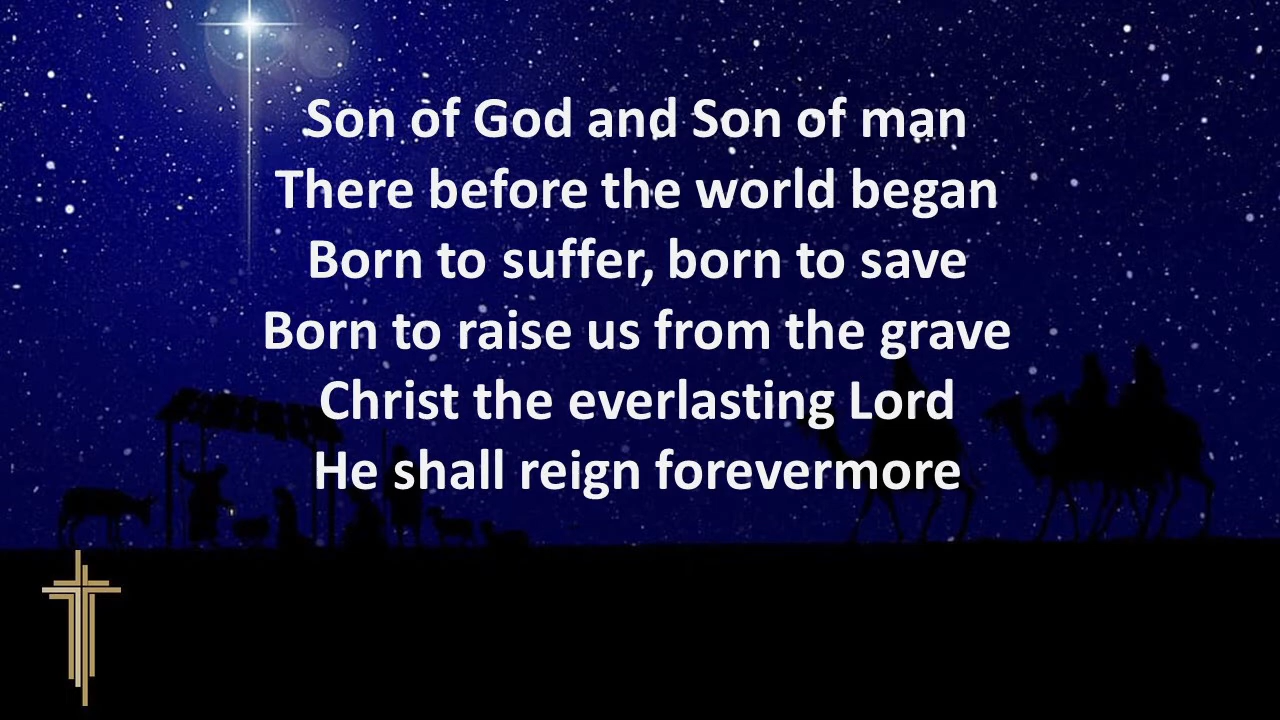 Son of God and Son of man
There before the world began
Born to suffer, born to save
Born to raise us from the grave
Christ the everlasting Lord
He shall reign forevermore